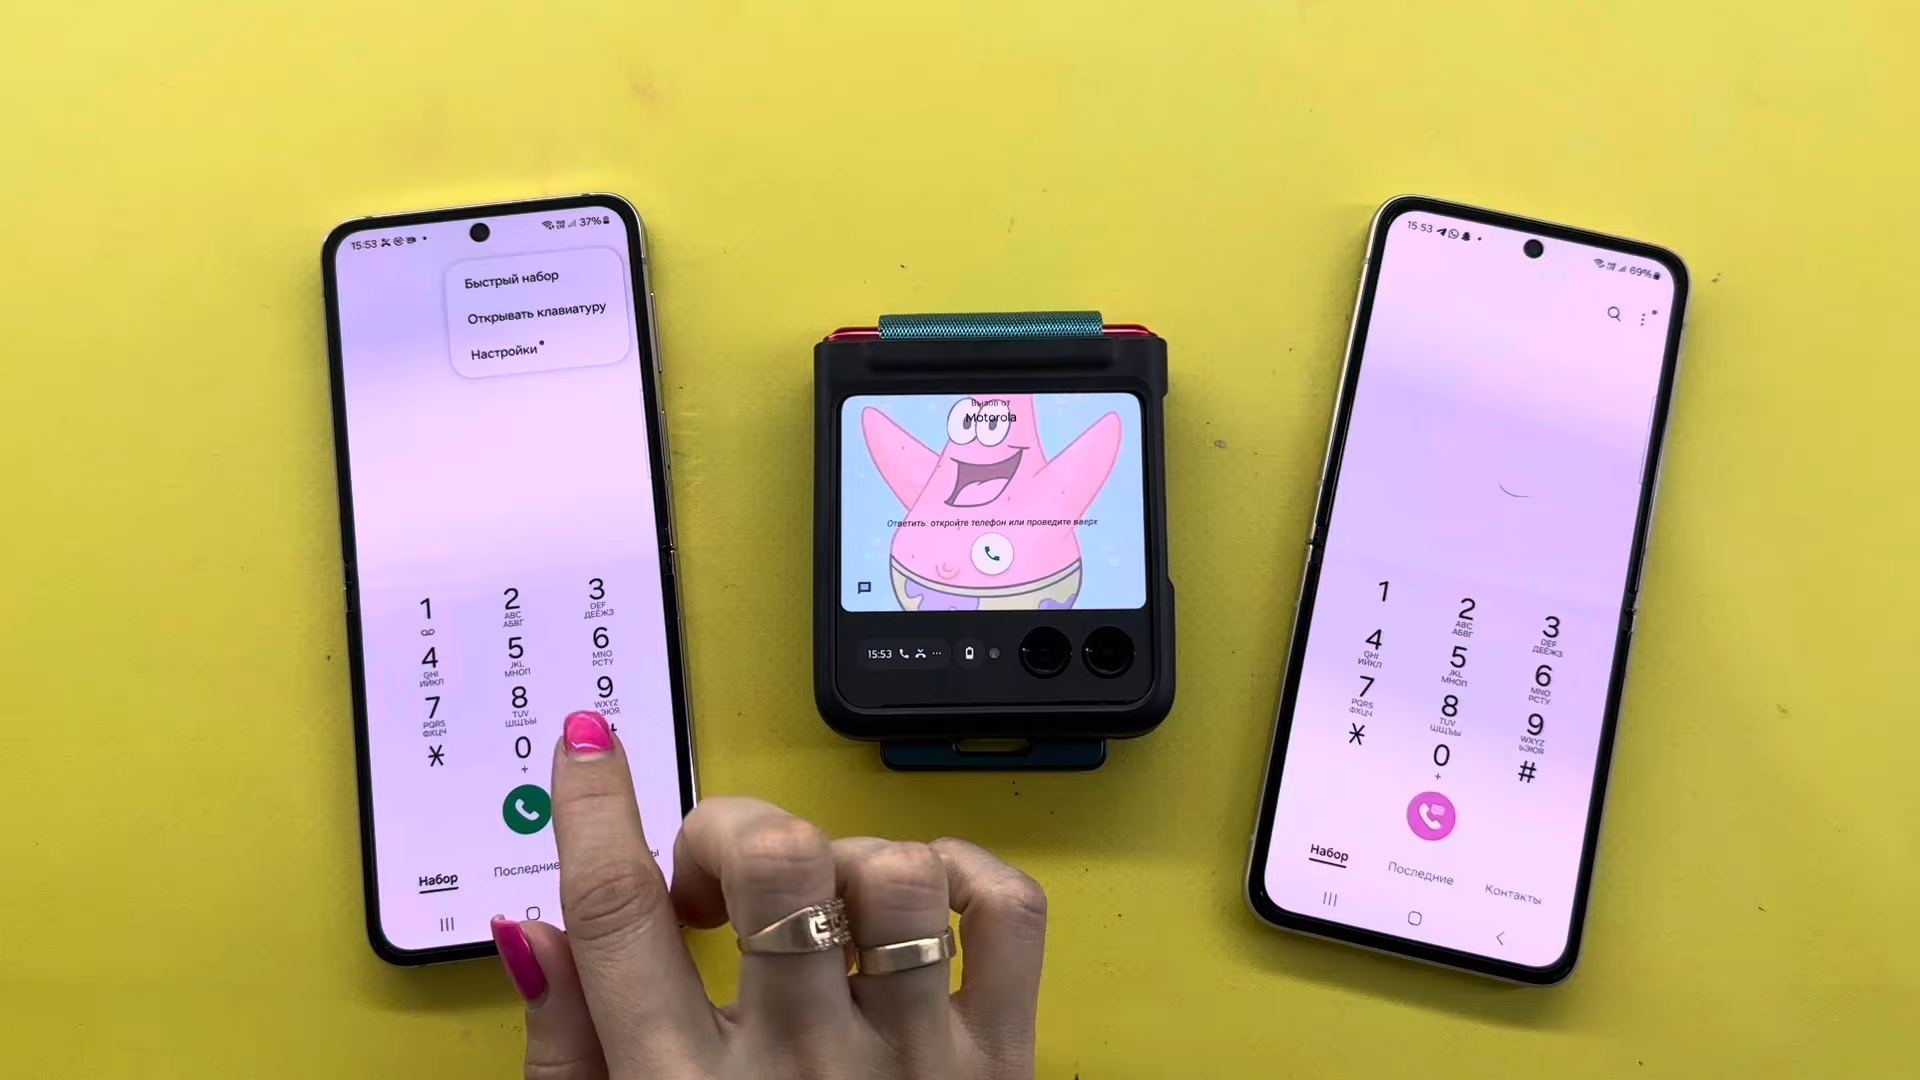 15:53
37%
Быстрый набор
Открывать клавиатуру
Настройки
1
2
ABC
АБВГ
3
DEF
ДЕЁЖЗ
4
GHI
ИЙКЛ
5
JKL
МНОП
6
MNO
РСТУ
7
PQRS
ФХЦЧ
8
TUV
ШЩЪЫ
9
WXYZ
ЬЭЮЯ
*
0
+
Набор
Последние
Вызов от
Motorola
Ответить: откройте телефон или проведите вверх
15:53
15:53
69%
1
2
ABC
АБВГ
3
DEF
ДЕЁЖЗ
4
GHI
ИЙКЛ
5
JKL
МНОП
6
MNO
РСТУ
7
PQRS
ФХЦЧ
8
TUV
ШЩЪЫ
9
WXYZ
ЬЭЮЯ
*
0
+
#
Набор
Последние
Контакты